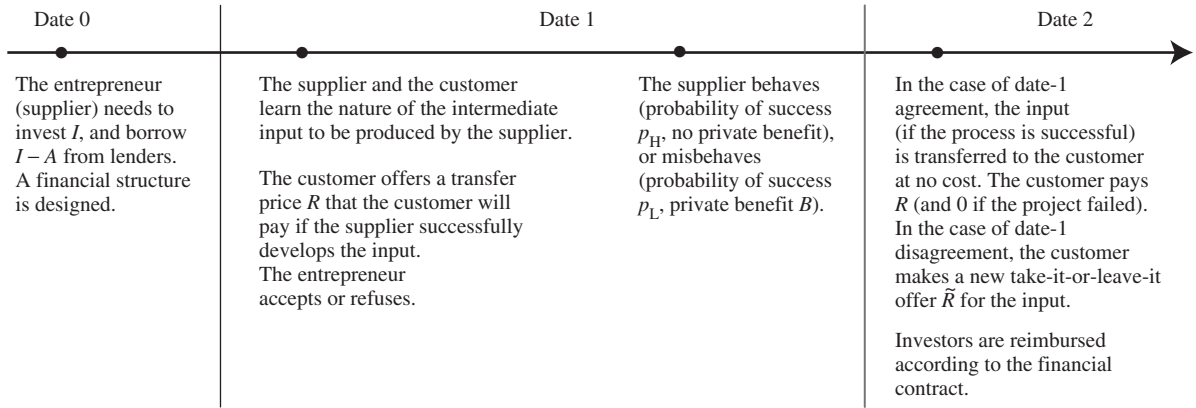 Date 0
Date 1
Date 2
The entrepreneur
(supplier) needs to
invest I, and borrow
I – A from lenders.
A financial structure
is designed.
The supplier and the customer
learn the nature of the intermediate
input to be produced by the supplier.
The customer offers a transfer
price R that the customer will
pay if the supplier successfully
develops the input.
The entrepreneur
accepts or refuses.
The supplier behaves
(probability of success
p_H, no private benefit),
or misbehaves
(probability of success
p_L, private benefit B).
In the case of date-1
agreement, the input
(if the process is successful)
is transferred to the customer
at no cost. The customer pays
R (and 0 if the project failed).
In the case of date-1
disagreement, the customer
makes a new take-it-or-leave-it
offer R̃ for the input.
Investors are reimbursed
according to the financial
contract.